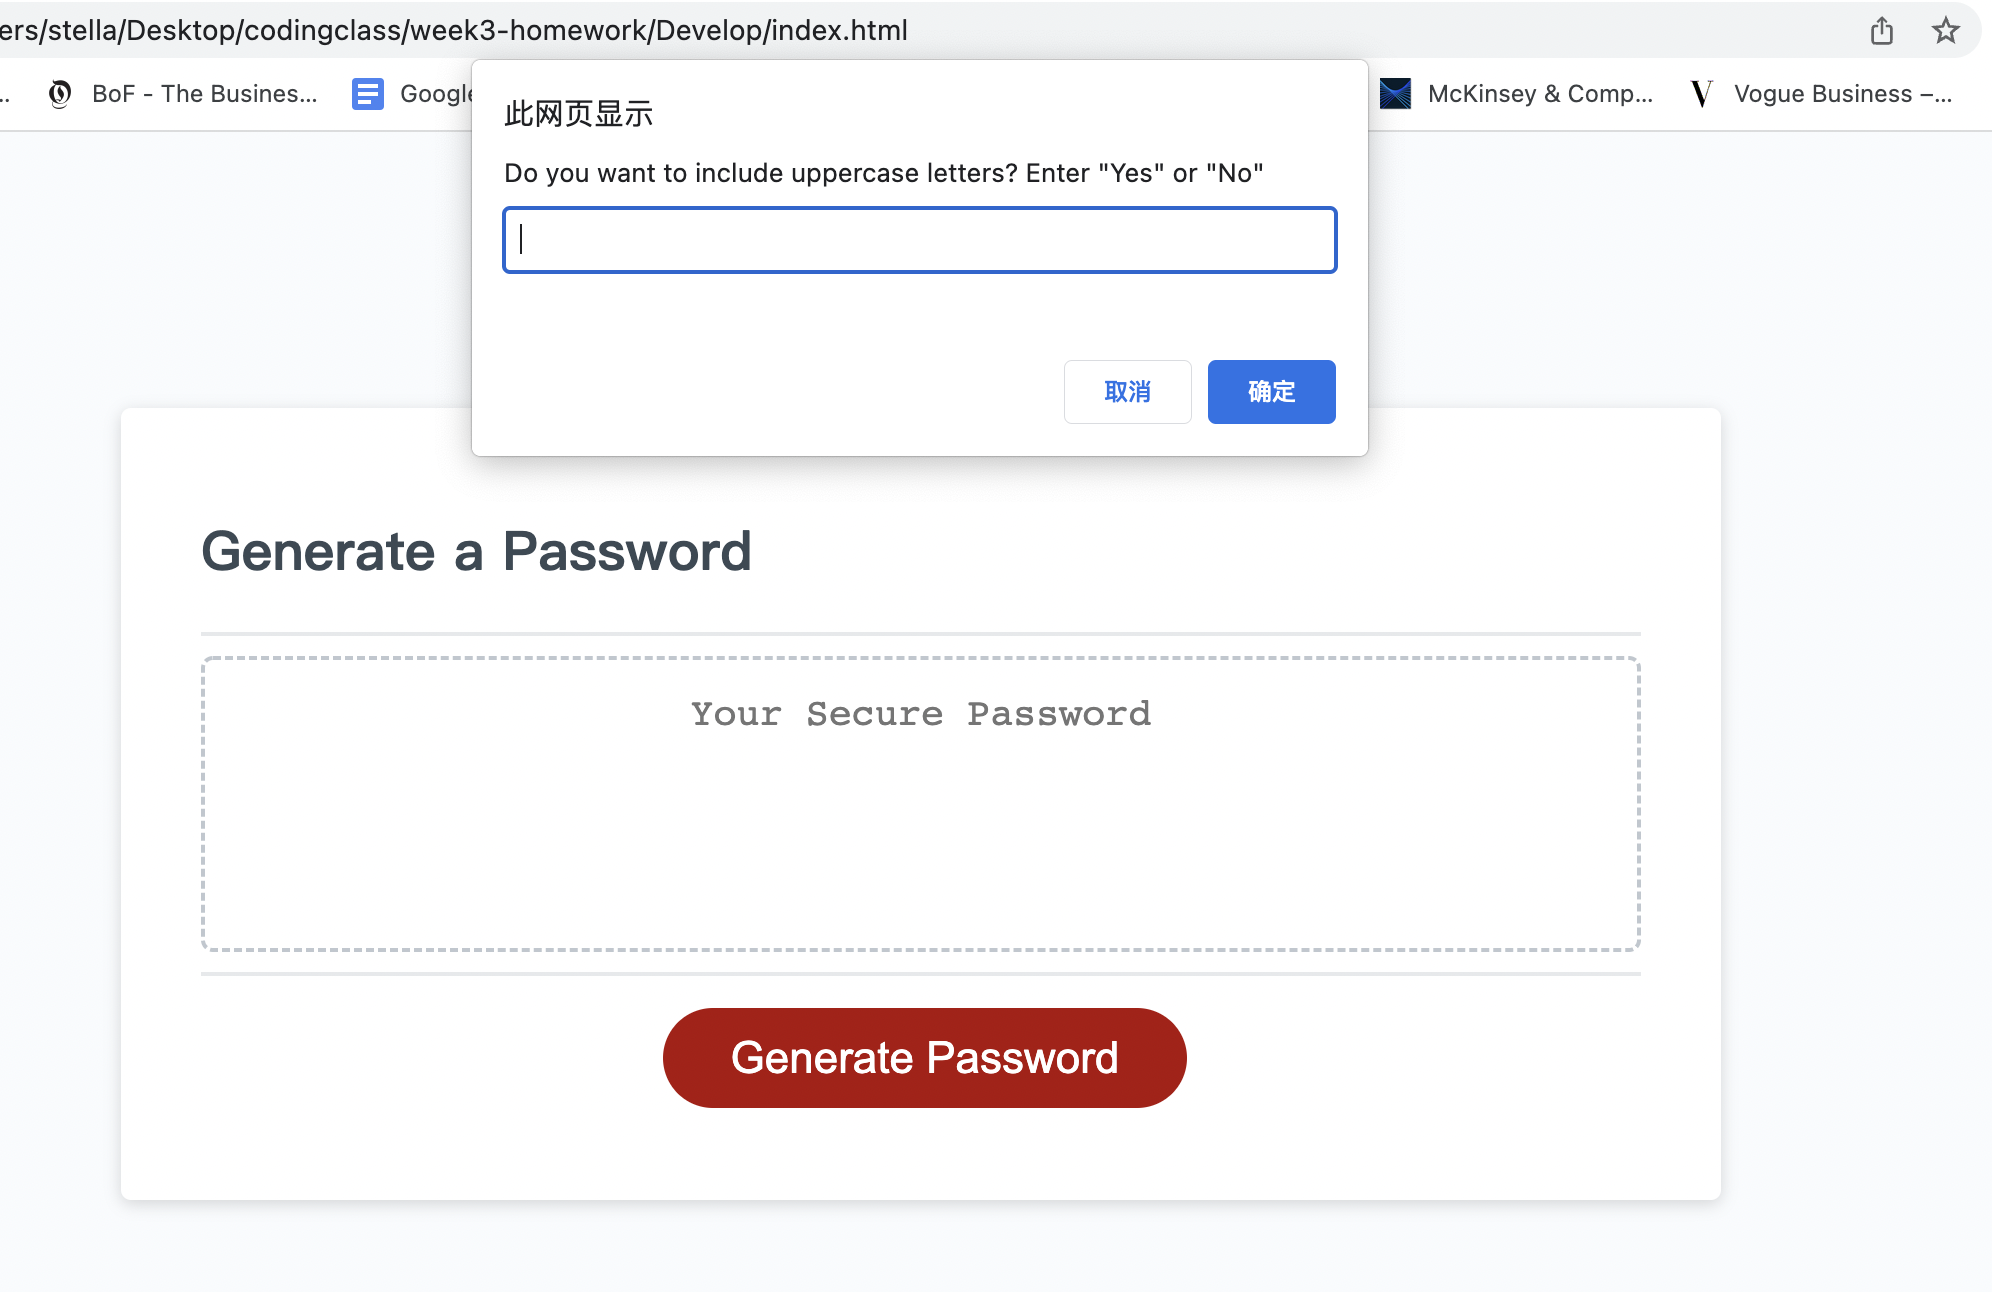 ers/stella/Desktop/codingclass/week3-homework/Develop/index.html
.. BoF - The Busines... Google McKinsey & Comp... Vogue Business –...
此网页显示
Do you want to include uppercase letters? Enter "Yes" or "No"
取消 确定
Generate a Password
Your Secure Password
Generate Password